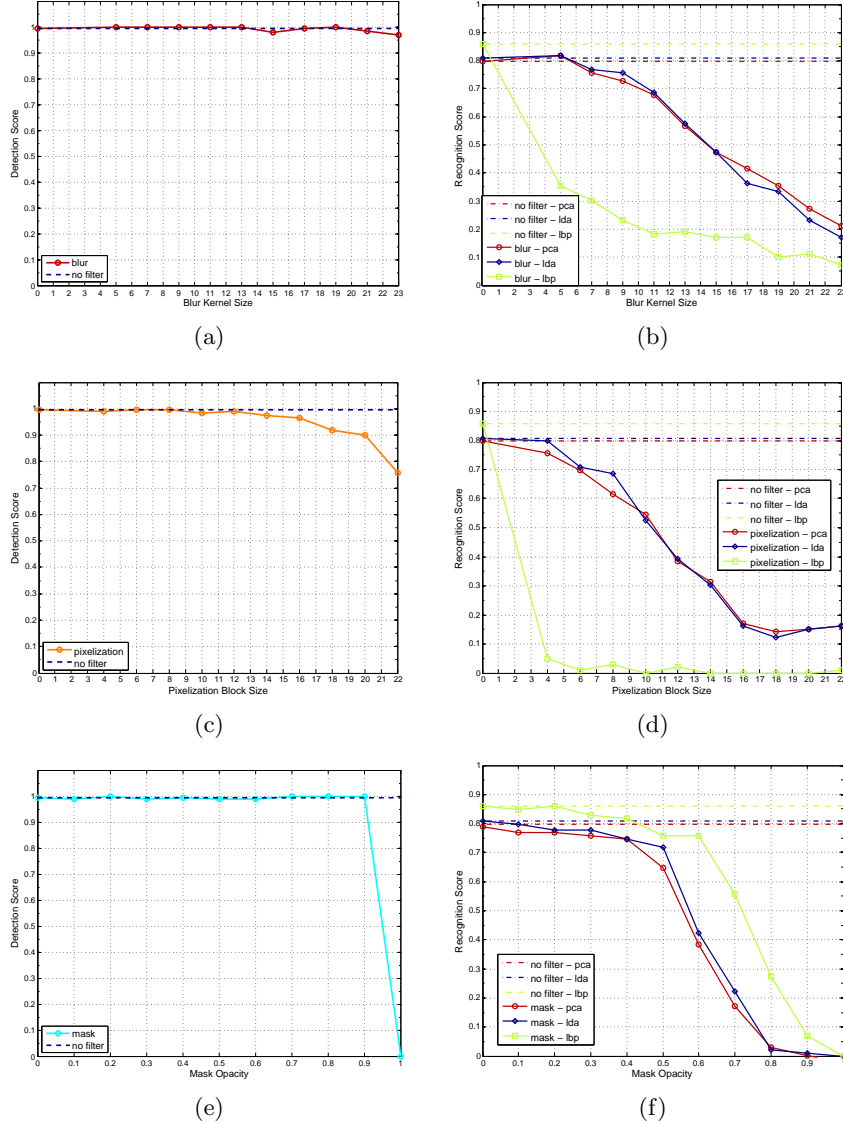 1
0.9
0.8
0.7
0.6
0.5
0.4
0.3
0.2
0.1
0
Detection Score
blur
no filter
0 1 2 3 4 5 6 7 8 9 10 11 12 13 14 15 16 17 18 19 20 21 22 23
Blur Kernel Size
(a)
1
0.9
0.8
0.7
0.6
0.5
0.4
0.3
0.2
0.1
0
Recognition Score
no filter − pca
no filter − lda
no filter − lbp
blur − pca
blur − lda
blur − lbp
0 1 2 3 4 5 6 7 8 9 10 11 12 13 14 15 16 17 18 19 20 21 22 23
Blur Kernel Size
(b)
1
0.9
0.8
0.7
0.6
0.5
0.4
0.3
0.2
0.1
0
Detection Score
pixelization
no filter
0 1 2 3 4 5 6 7 8 9 10 11 12 13 14 15 16 17 18 19 20 21 22
Pixelization Block Size
(c)
1
0.9
0.8
0.7
0.6
0.5
0.4
0.3
0.2
0.1
0
Recognition Score
no filter − pca
no filter − lda
no filter − lbp
pixelization − pca
pixelization − lda
pixelization − lbp
0 1 2 3 4 5 6 7 8 9 10 11 12 13 14 15 16 17 18 19 20 21 22
Pixelization Block Size
(d)
1
0.9
0.8
0.7
0.6
0.5
0.4
0.3
0.2
0.1
0
Detection Score
mask
no filter
0 0.1 0.2 0.3 0.4 0.5 0.6 0.7 0.8 0.9 1
Mask Opacity
(e)
1
0.9
0.8
0.7
0.6
0.5
0.4
0.3
0.2
0.1
0
Recognition Score
no filter − pca
no filter − lda
no filter − lbp
mask − pca
mask − lda
mask − lbp
0 0.1 0.2 0.3 0.4 0.5 0.6 0.7 0.8 0.9 1
Mask Opacity
(f)